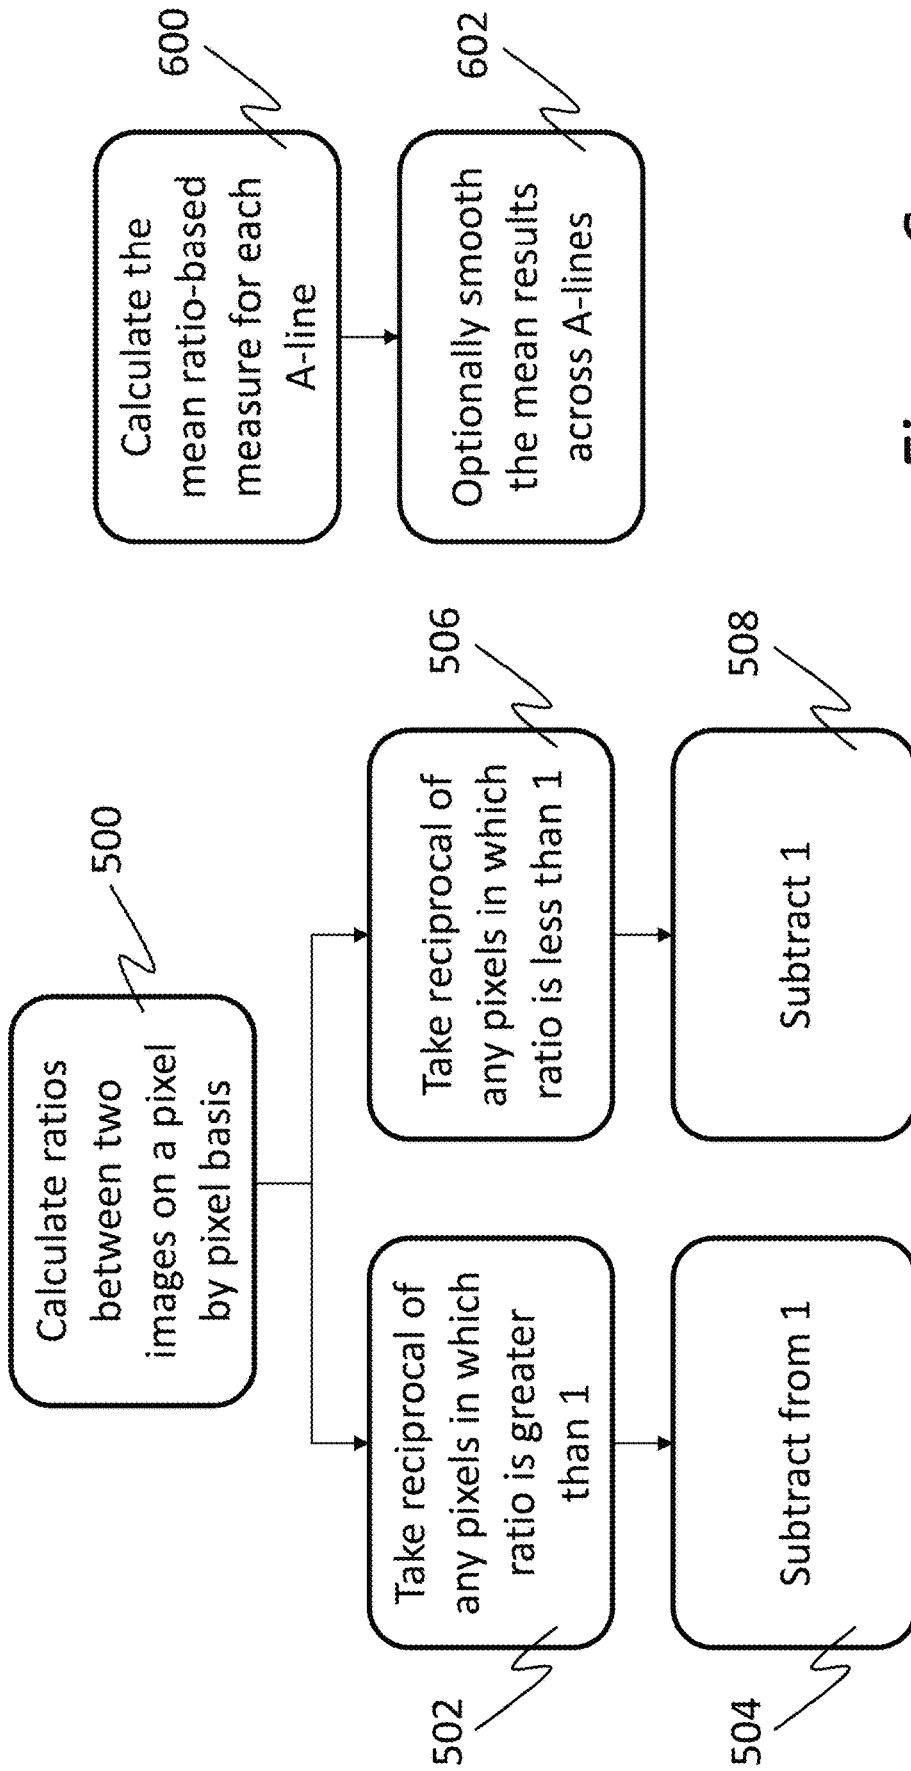 500
Calculate ratios
between two
images on a pixel
by pixel basis
502
Take reciprocal of
any pixels in which
ratio is greater
than 1
504
Subtract from 1
506
Take reciprocal of
any pixels in which
ratio is less than 1
508
Subtract 1
600
Calculate the
mean ratio-based
measure for each
A-line
602
Optionally smooth
the mean results
across A-lines